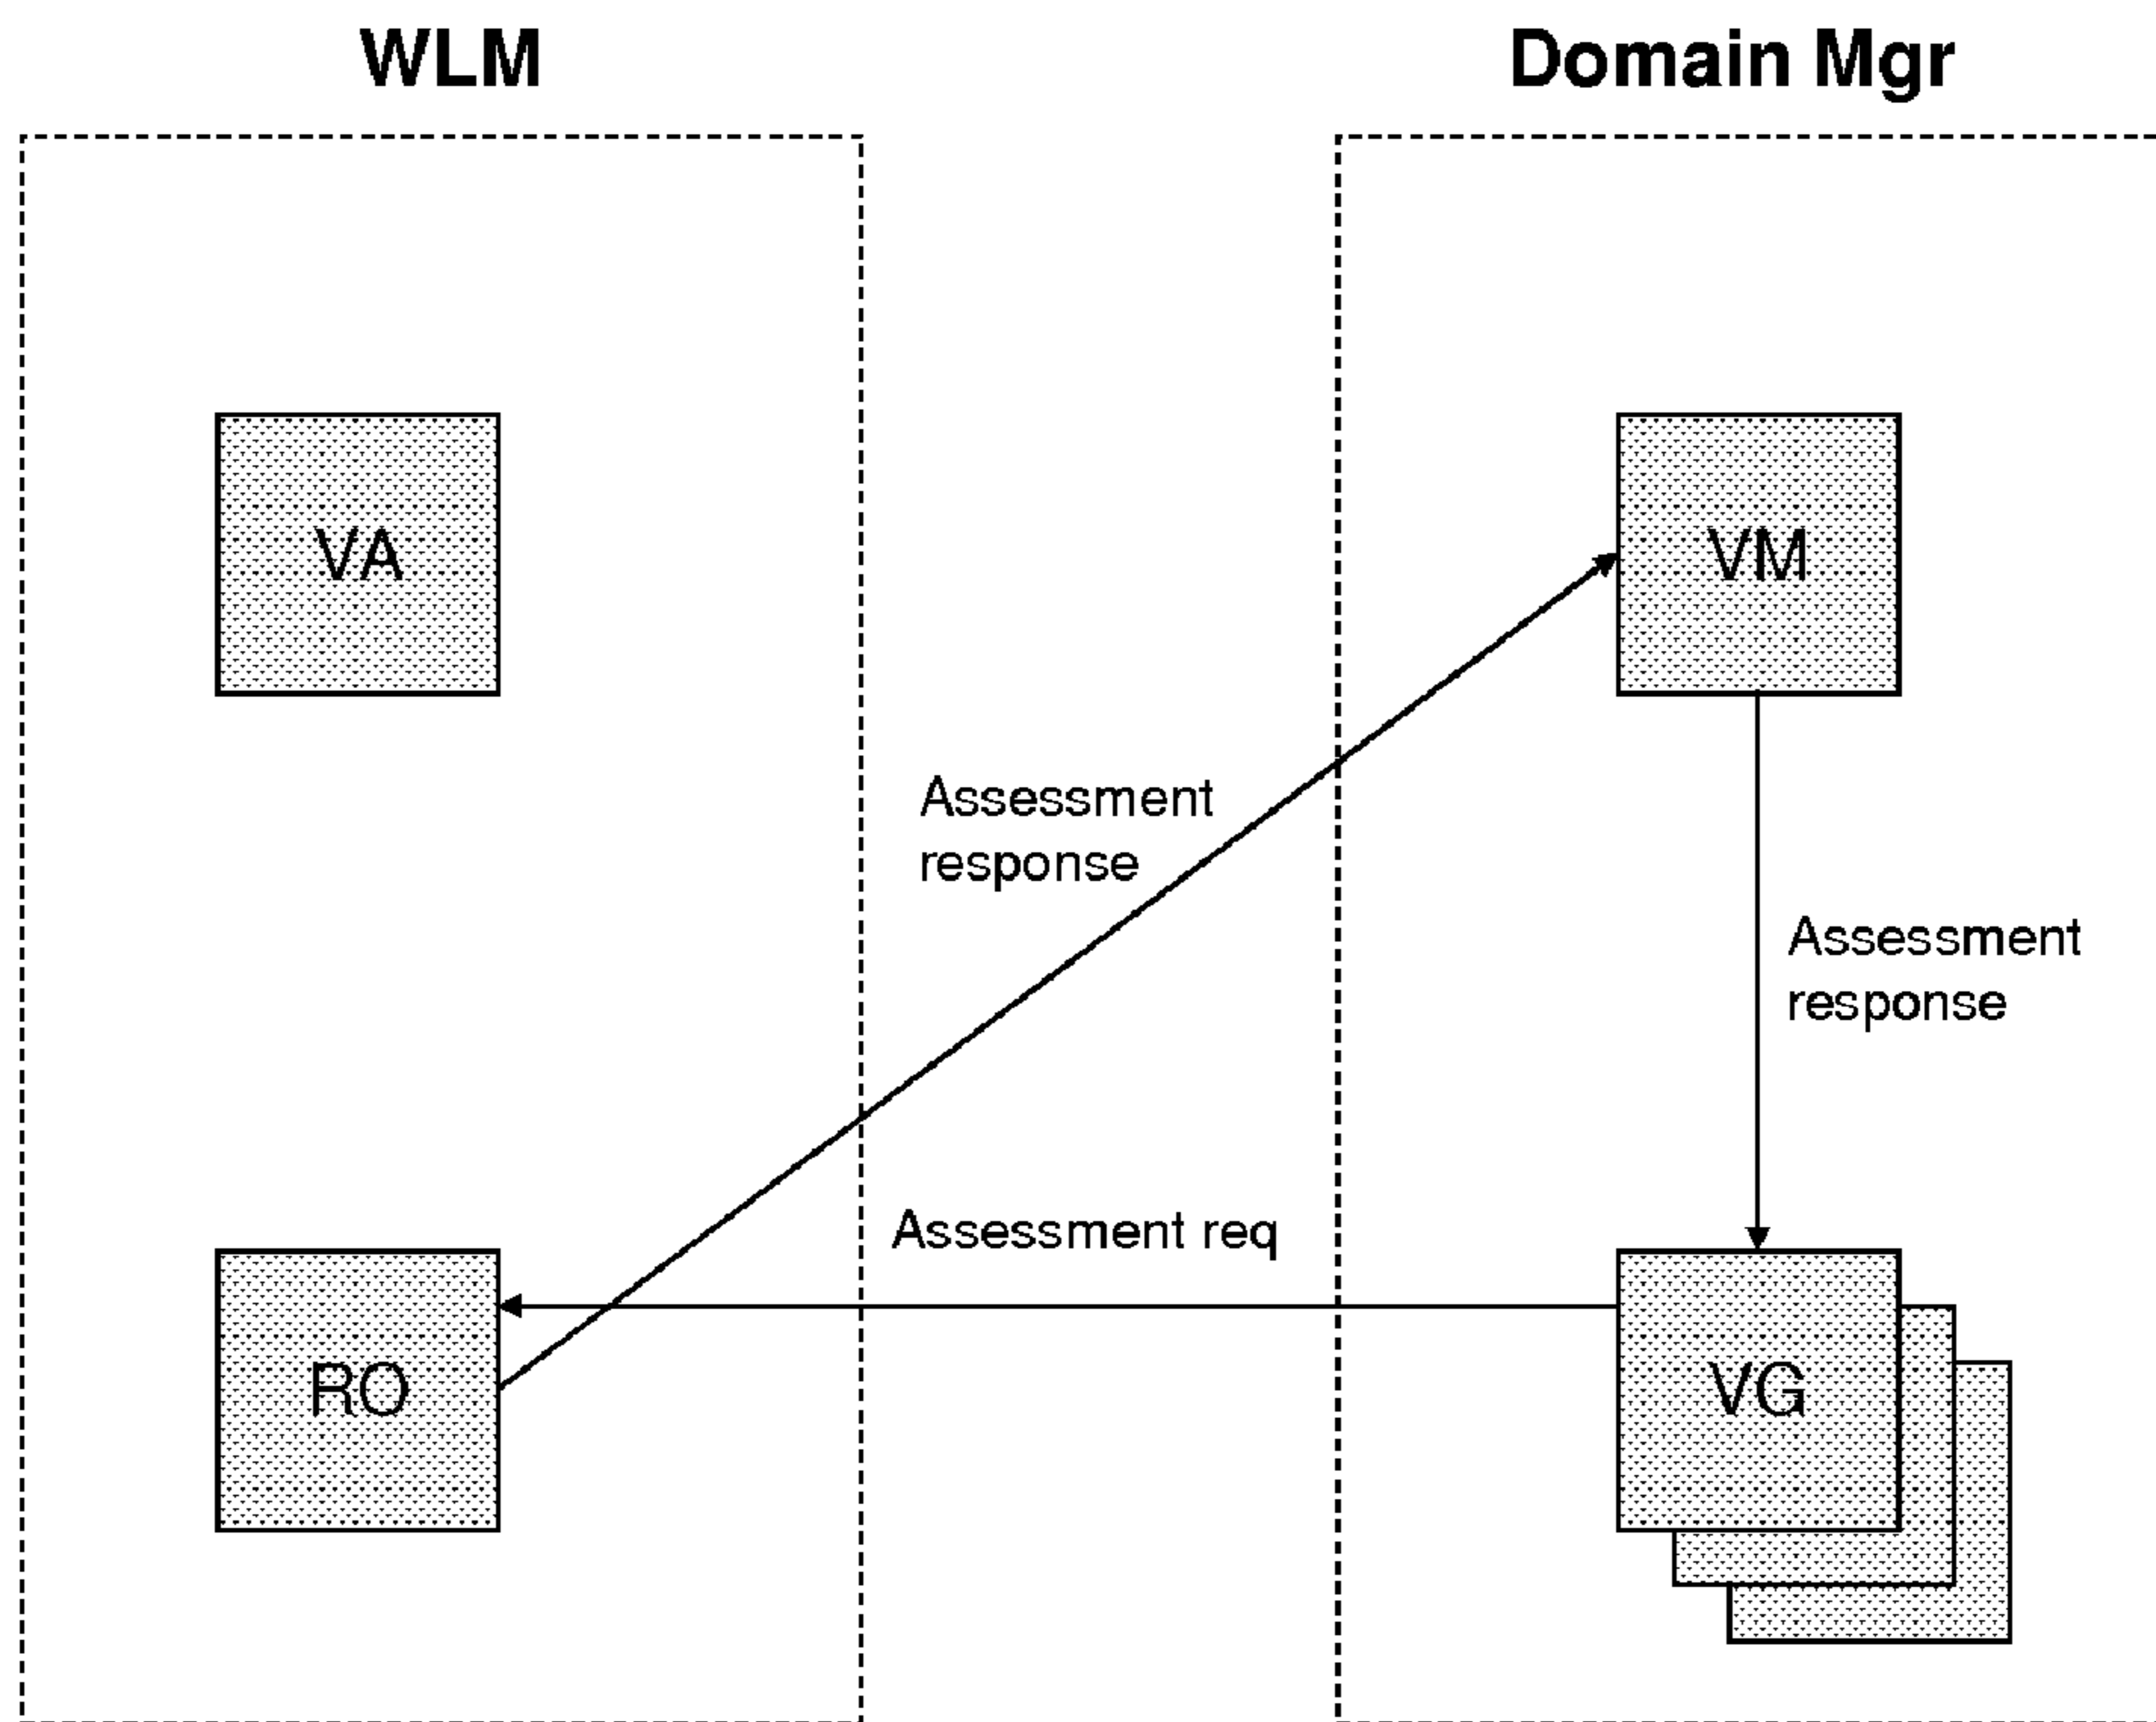 WLM
Domain Mgr
VA
VM
Assessment
response
Assessment
response
Assessment req
RO
VG